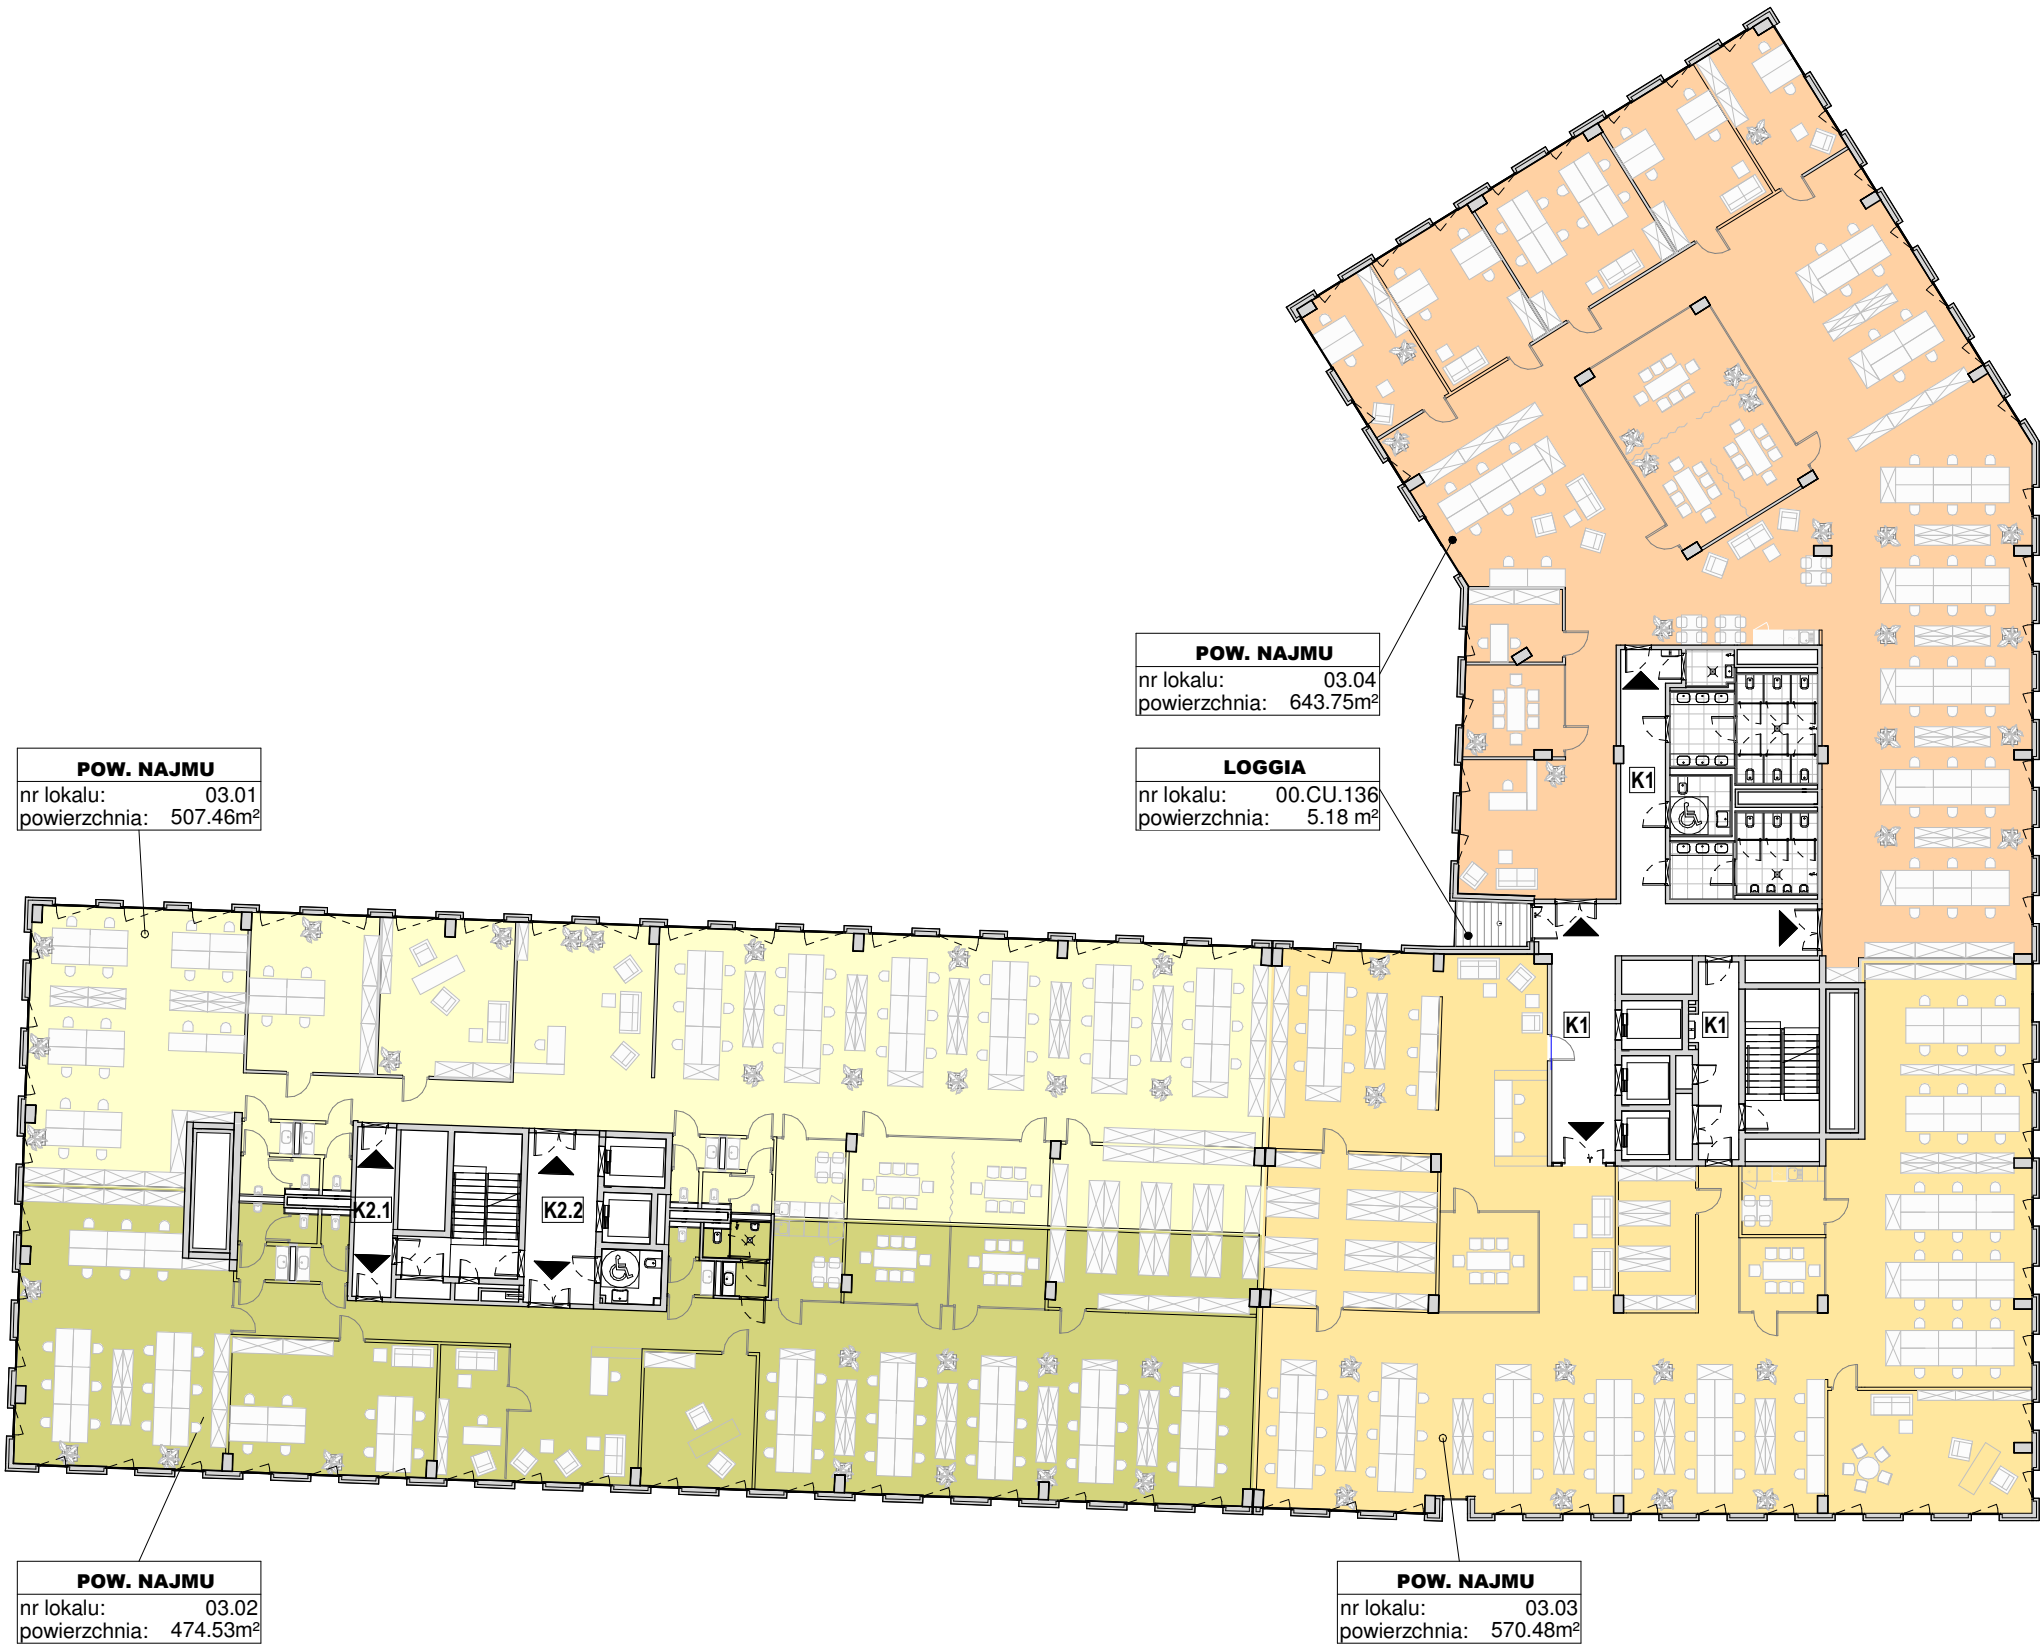 POW. NAJMU
nr lokalu: 03.04
powierzchnia: 643.75m²
LOGGIA
nr lokalu: 00.CU.136
powierzchnia: 5.18 m²
POW. NAJMU
nr lokalu: 03.01
powierzchnia: 507.46m²
K1
K1
K1
K2.1
K2.2
POW. NAJMU
nr lokalu: 03.02
powierzchnia: 474.53m²
POW. NAJMU
nr lokalu: 03.03
powierzchnia: 570.48m²